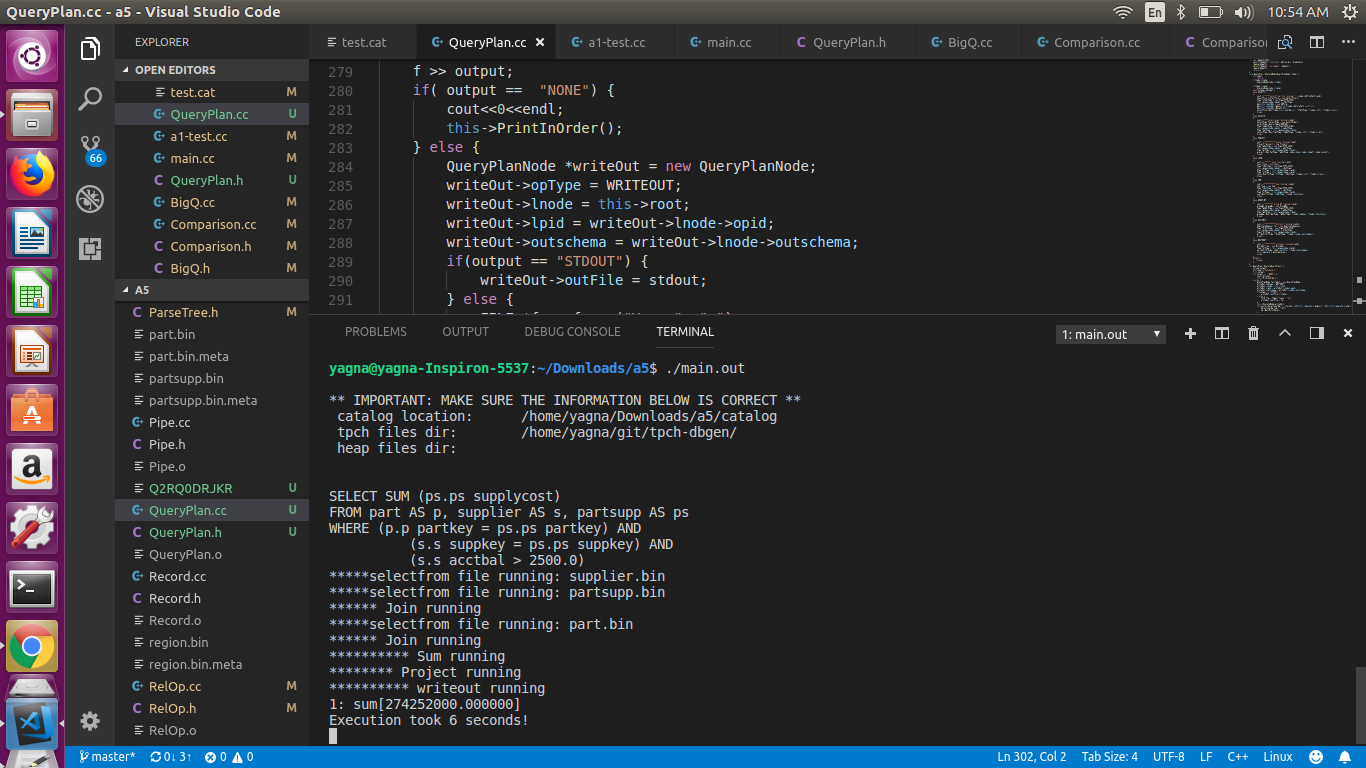 QueryPlan.cc - a5 - Visual Studio Code
En
10:54 AM
EXPLORER
OPEN EDITORS
test.cat M
QueryPlan.cc U
a1-test.cc M
main.cc M
QueryPlan.h U
BigQ.cc M
Comparison.cc M
Comparison.h M
BigQ.h M
A5
ParseTree.h M
part.bin
part.bin.meta
partsupp.bin
partsupp.bin.meta
Pipe.cc
Pipe.h
Pipe.o
Q2RQ0DRJKR U
QueryPlan.cc U
QueryPlan.h U
QueryPlan.o
Record.cc
Record.h
Record.o
region.bin
region.bin.meta
RelOp.cc M
RelOp.h M
RelOp.o
66
test.cat QueryPlan.cc a1-test.cc main.cc QueryPlan.h BigQ.cc Comparison.cc Compariso
279 f >> output;
280 if( output ==  "NONE") {
281 cout<<0<<endl;
282 this->PrintInOrder();
283 } else {
284 QueryPlanNode *writeOut = new QueryPlanNode;
285 writeOut->opType = WRITEOUT;
286 writeOut->lnode = this->root;
287 writeOut->lpid = writeOut->lnode->opid;
288 writeOut->outschema = writeOut->lnode->outschema;
289 if(output == "STDOUT") {
290 writeOut->outFile = stdout;
291 } else {
PROBLEMS OUTPUT DEBUG CONSOLE TERMINAL
1: main.out
yagna@yagna-Inspiron-5537:~/Downloads/a5$ ./main.out
** IMPORTANT: MAKE SURE THE INFORMATION BELOW IS CORRECT **
catalog location: /home/yagna/Downloads/a5/catalog
tpch files dir: /home/yagna/git/tpch-dbgen/
heap files dir:
SELECT SUM (ps.ps supplycost)
FROM part AS p, supplier AS s, partsupp AS ps
WHERE (p.p partkey = ps.ps partkey) AND
(s.s suppkey = ps.ps suppkey) AND
(s.s acctbal > 2500.0)
*****selectfrom file running: supplier.bin
*****selectfrom file running: partsupp.bin
****** Join running
*****selectfrom file running: part.bin
****** Join running
********** Sum running
******** Project running
********** writeout running
1: sum[274252000.000000]
Execution took 6 seconds!
master* 0↓ 3↑ 0 0 Ln 302, Col 2 Tab Size: 4 UTF-8 LF C++ Linux